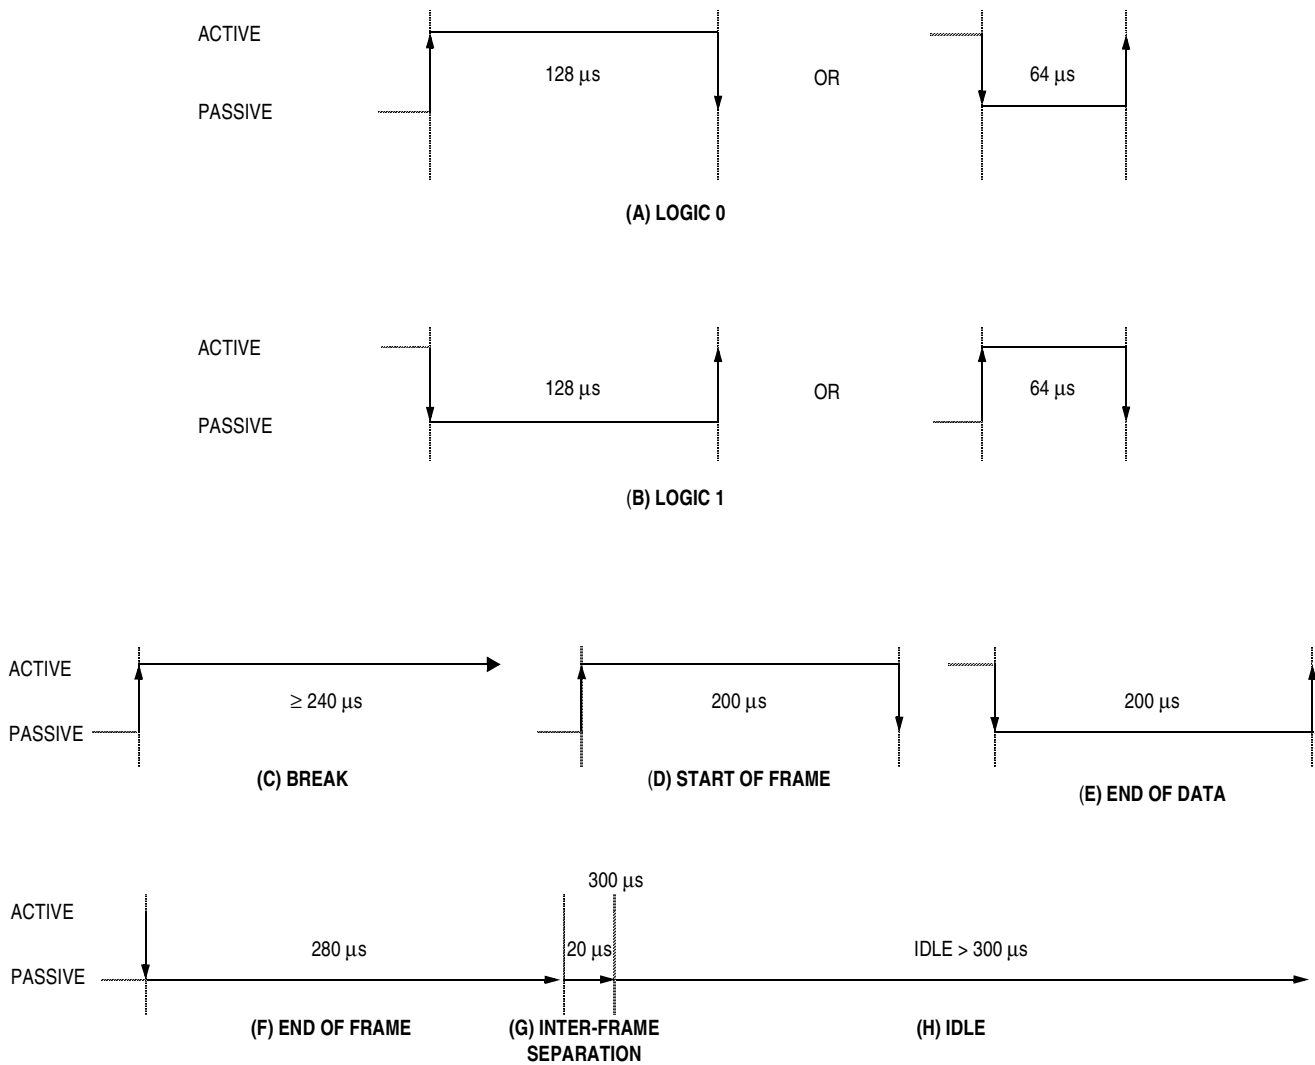 ACTIVE
128 μs
OR
64 μs
PASSIVE
(A) LOGIC 0
ACTIVE
128 μs
OR
64 μs
PASSIVE
(B) LOGIC 1
ACTIVE
≥ 240 μs
200 μs
200 μs
PASSIVE
(C) BREAK
(D) START OF FRAME
(E) END OF DATA
300 μs
ACTIVE
280 μs
20 μs
IDLE > 300 μs
PASSIVE
(F) END OF FRAME
(G) INTER-FRAME
SEPARATION
(H) IDLE